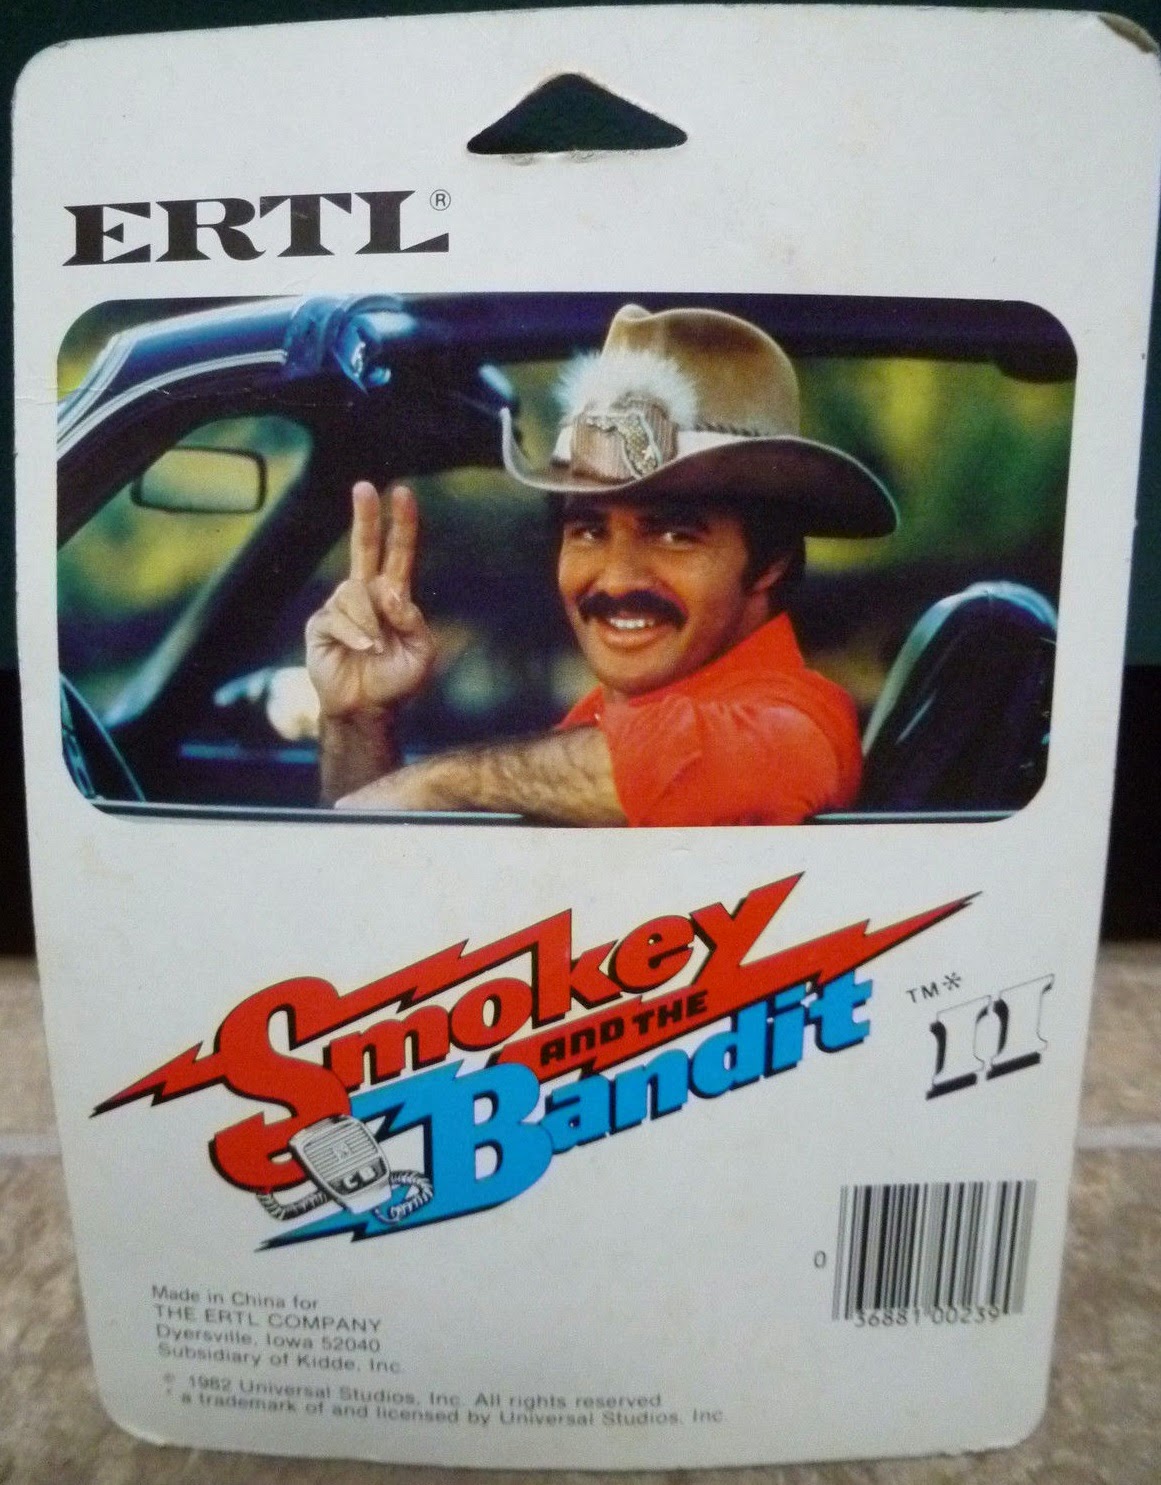 ERTL®
Smokey
AND THE
Bandit TM* II
CB
0 36881 00239
Made in China for
THE ERTL COMPANY
Dyersville, Iowa 52040
Subsidiary of Kidde, Inc.
© 1982 Universal Studios, Inc. All rights reserved
* a trademark of and licensed by Universal Studios, Inc.